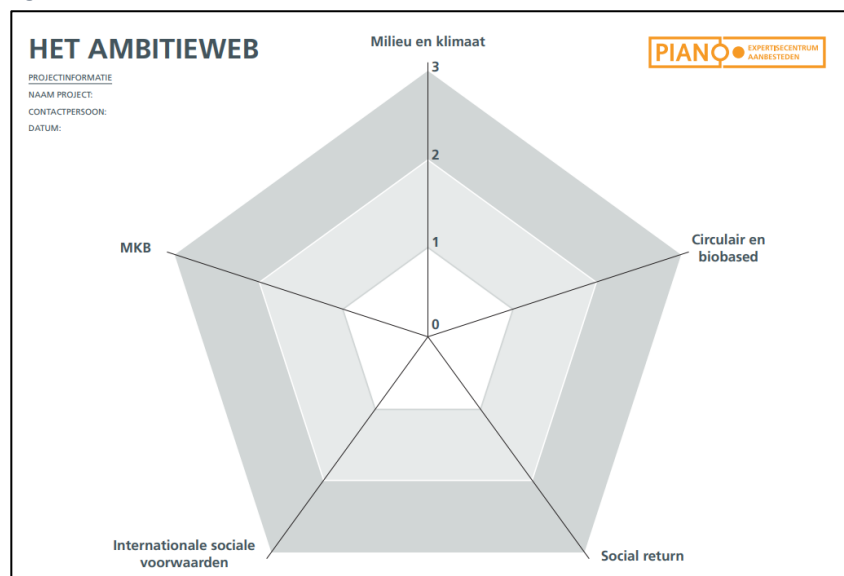 HET AMBITIEWEB
PROJECTINFORMATIE
NAAM PROJECT:
CONTACTPERSOON:
DATUM:
Milieu en klimaat
PIANOo
EXPERTISECENTRUM
AANBESTEDEN
3
2
1
0
MKB
Circulair en
biobased
Internationale sociale
voorwaarden
Social return